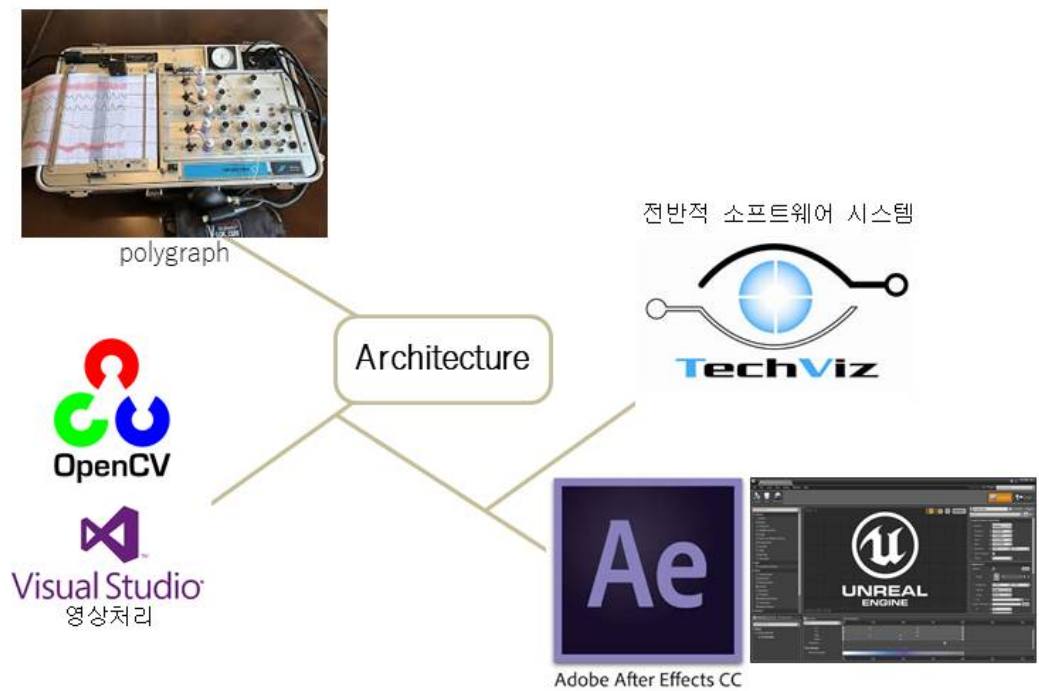 polygraph
전반적 소프트웨어 시스템
TechViz
Architecture
OpenCV
Visual Studio
영상처리
Ae
Adobe After Effects CC
UNREAL
ENGINE